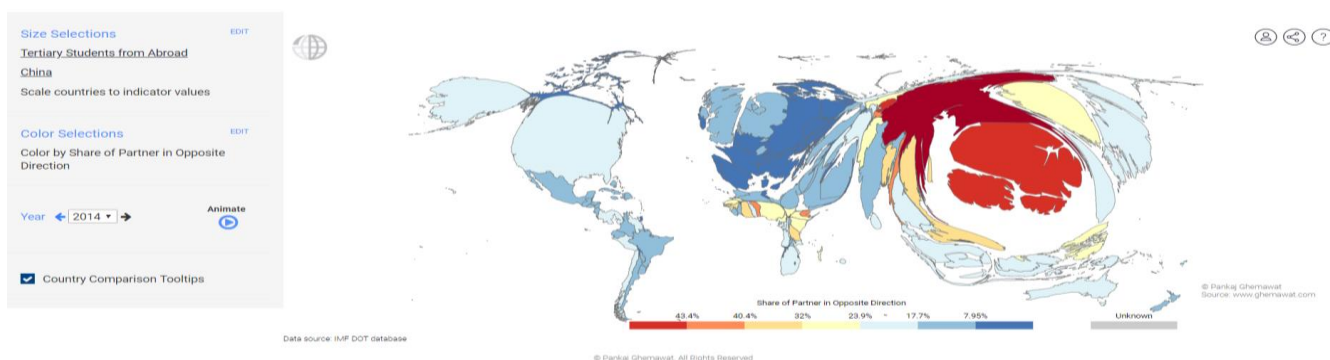 Size Selections EDIT
Tertiary Students from Abroad
China
Scale countries to indicator values
Color Selections EDIT
Color by Share of Partner in Opposite
Direction
Year 2014 Animate
Country Comparison Tooltips
?
© Pankaj Ghemawat
Source: www.ghemawat.com
Share of Partner in Opposite Direction
43.4% 40.4% 32% 23.9% 17.7% 7.95% Unknown
Data source: IMF DOT database
© Pankaj Ghemawat. All Rights Reserved